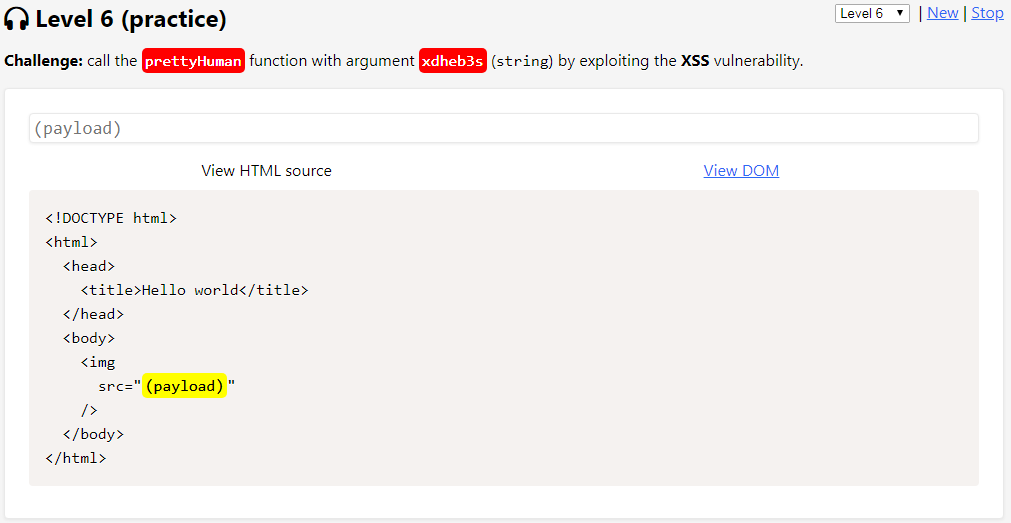 Level 6 (practice)
Level 6 ▼ | New | Stop
Challenge: call the prettyHuman function with argument xdheb3s (string) by exploiting the XSS vulnerability.
(payload)
View HTML source
View DOM
<!DOCTYPE html>
<html>
  <head>
    <title>Hello world</title>
  </head>
  <body>
    <img
      src="(payload)"
    />
  </body>
</html>